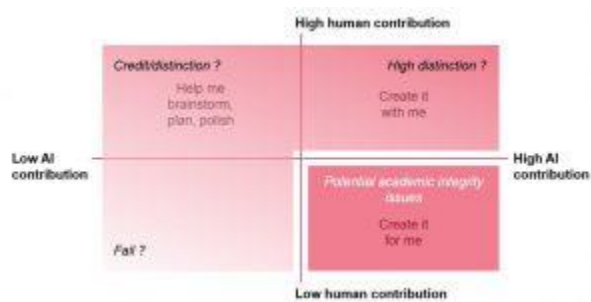 High human contribution
Credit/distinction ?
High distinction ?
Help me
brainstorm,
plan, polish
Create it
with me
Low AI
contribution
High AI
contribution
Potential academic integrity
issues
Create it
for me
Fail ?
Low human contribution